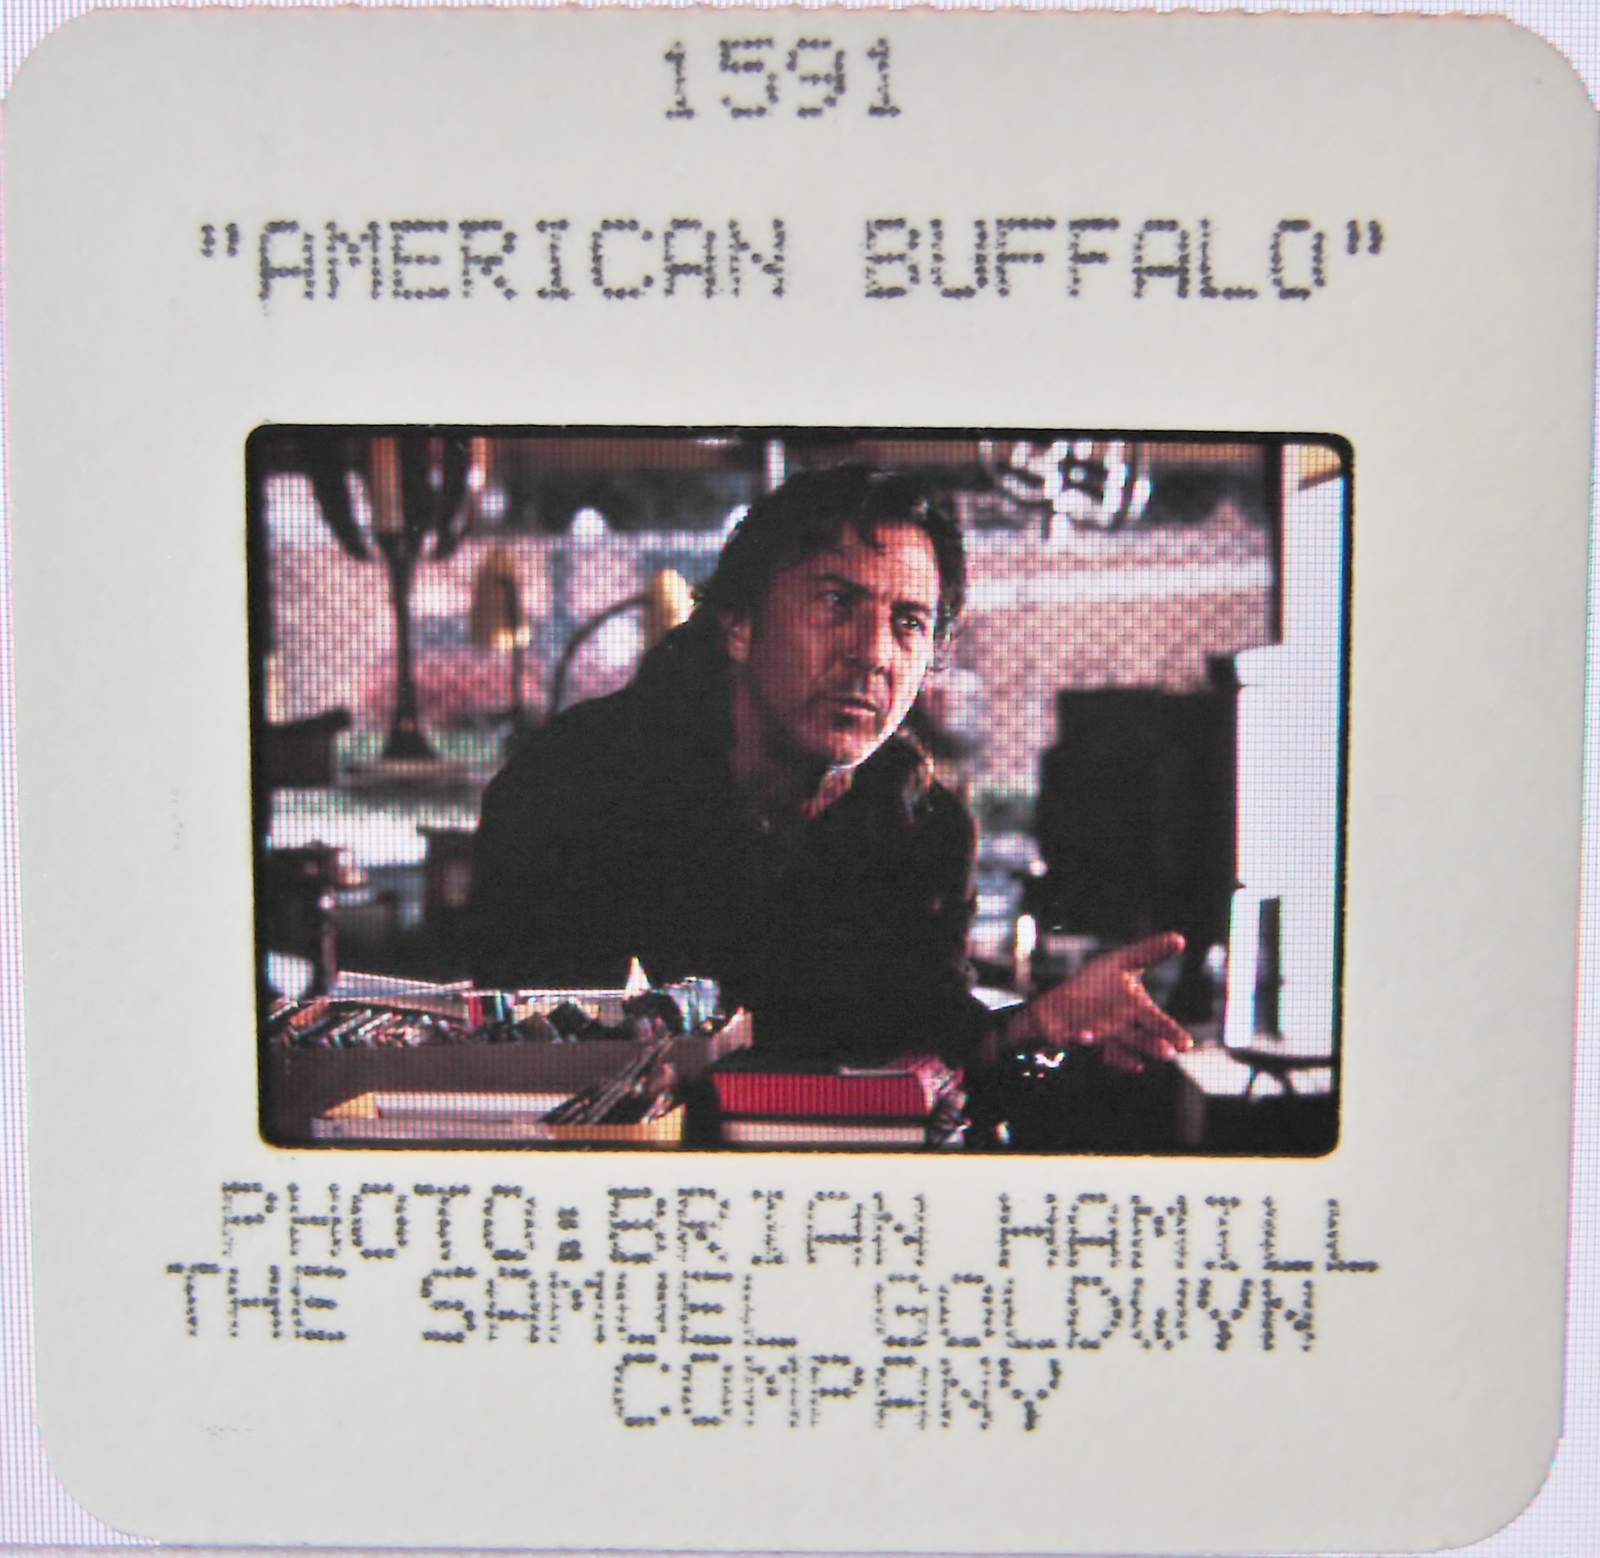 1591
"AMERICAN BUFFALO"
PHOTO:BRIAN HAMILL
THE SAMUEL GOLDWYN
COMPANY